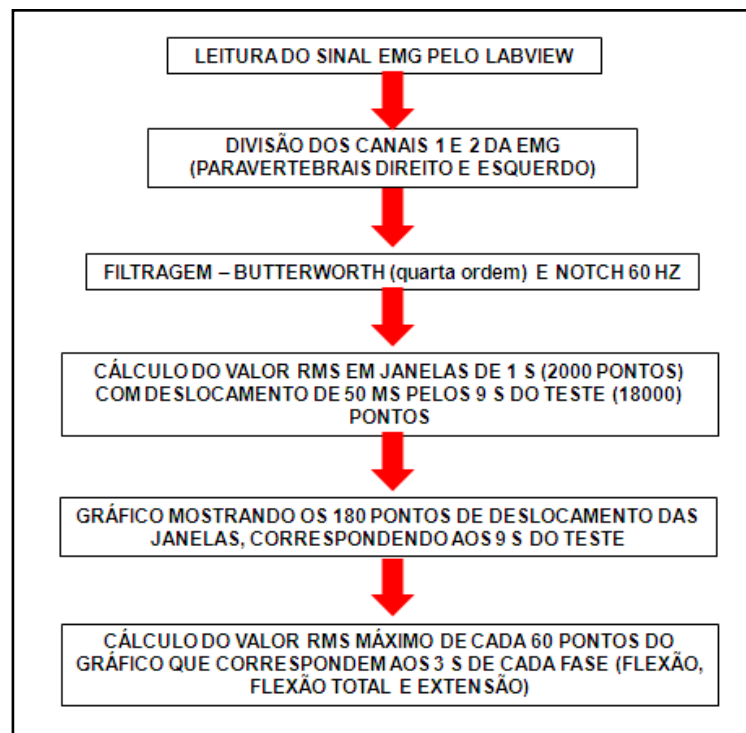 LEITURA DO SINAL EMG PELO LABVIEW
DIVISÃO DOS CANAIS 1 E 2 DA EMG
(PARAVERTEBRAIS DIREITO E ESQUERDO)
FILTRAGEM – BUTTERWORTH (quarta ordem) E NOTCH 60 HZ
CÁLCULO DO VALOR RMS EM JANELAS DE 1 S (2000 PONTOS)
COM DESLOCAMENTO DE 50 MS PELOS 9 S DO TESTE (18000)
PONTOS
GRÁFICO MOSTRANDO OS 180 PONTOS DE DESLOCAMENTO DAS
JANELAS, CORRESPONDENDO AOS 9 S DO TESTE
CÁLCULO DO VALOR RMS MÁXIMO DE CADA 60 PONTOS DO
GRÁFICO QUE CORRESPONDEM AOS 3 S DE CADA FASE (FLEXÃO,
FLEXÃO TOTAL E EXTENSÃO)